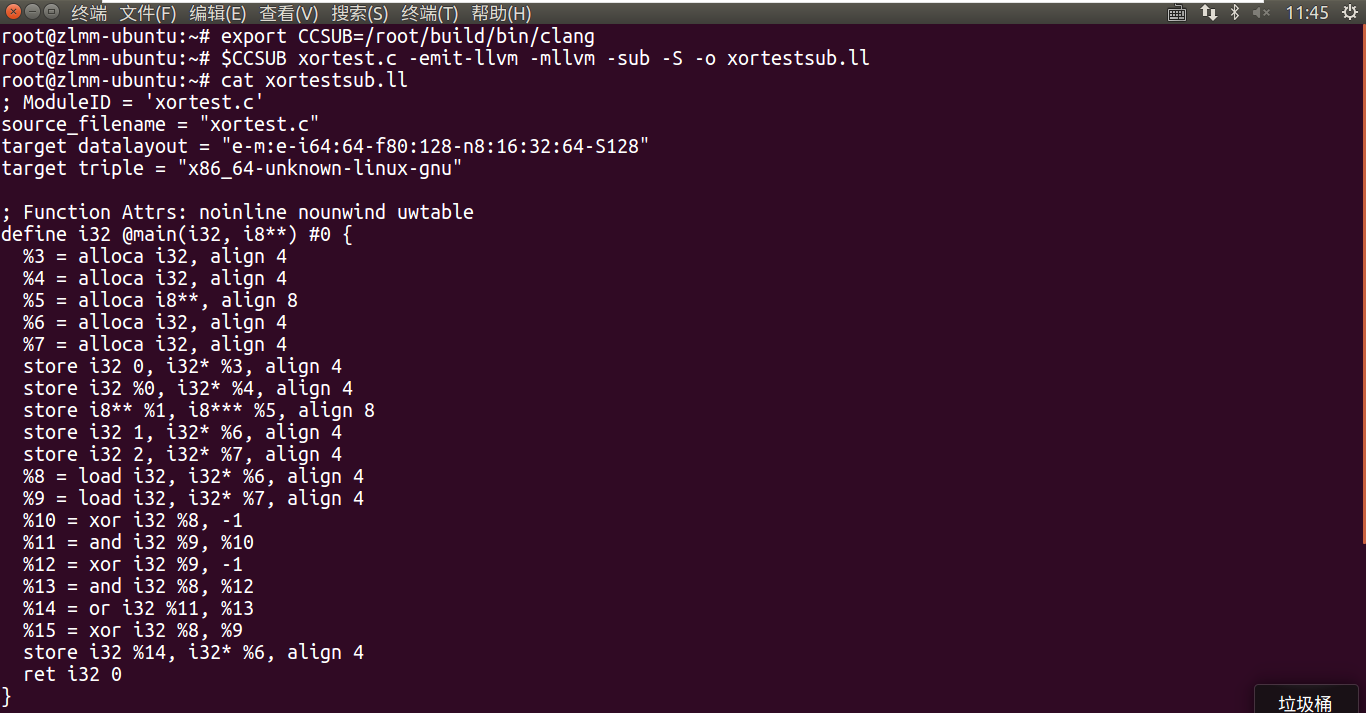 终端 文件(F) 编辑(E) 查看(V) 搜索(S) 终端(T) 帮助(H) 11:45
root@zlmm-ubuntu:~# export CCSUB=/root/build/bin/clang
root@zlmm-ubuntu:~# $CCSUB xortest.c -emit-llvm -mllvm -sub -S -o xortestsub.ll
root@zlmm-ubuntu:~# cat xortestsub.ll
; ModuleID = 'xortest.c'
source_filename = "xortest.c"
target datalayout = "e-m:e-i64:64-f80:128-n8:16:32:64-S128"
target triple = "x86_64-unknown-linux-gnu"

; Function Attrs: noinline nounwind uwtable
define i32 @main(i32, i8**) #0 {
  %3 = alloca i32, align 4
  %4 = alloca i32, align 4
  %5 = alloca i8**, align 8
  %6 = alloca i32, align 4
  %7 = alloca i32, align 4
  store i32 0, i32* %3, align 4
  store i32 %0, i32* %4, align 4
  store i8** %1, i8*** %5, align 8
  store i32 1, i32* %6, align 4
  store i32 2, i32* %7, align 4
  %8 = load i32, i32* %6, align 4
  %9 = load i32, i32* %7, align 4
  %10 = xor i32 %8, -1
  %11 = and i32 %9, %10
  %12 = xor i32 %9, -1
  %13 = and i32 %8, %12
  %14 = or i32 %11, %13
  %15 = xor i32 %8, %9
  store i32 %14, i32* %6, align 4
  ret i32 0
}
垃圾桶